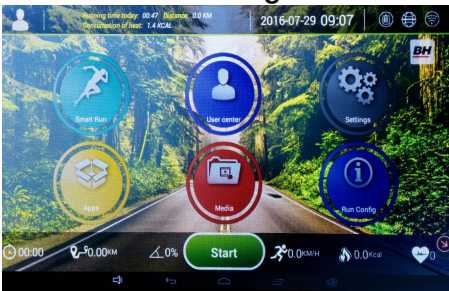 Running time today: 00:47 Distance: 0.0 KM
Consumption of heat: 1.4 KCAL
2016-07-29 09:07
BH
Smart Run
User center
Settings
Apps
Media
Run Config
00:00
0.00KM
0%
Start
0.0KM/H
0.0Kcal
0